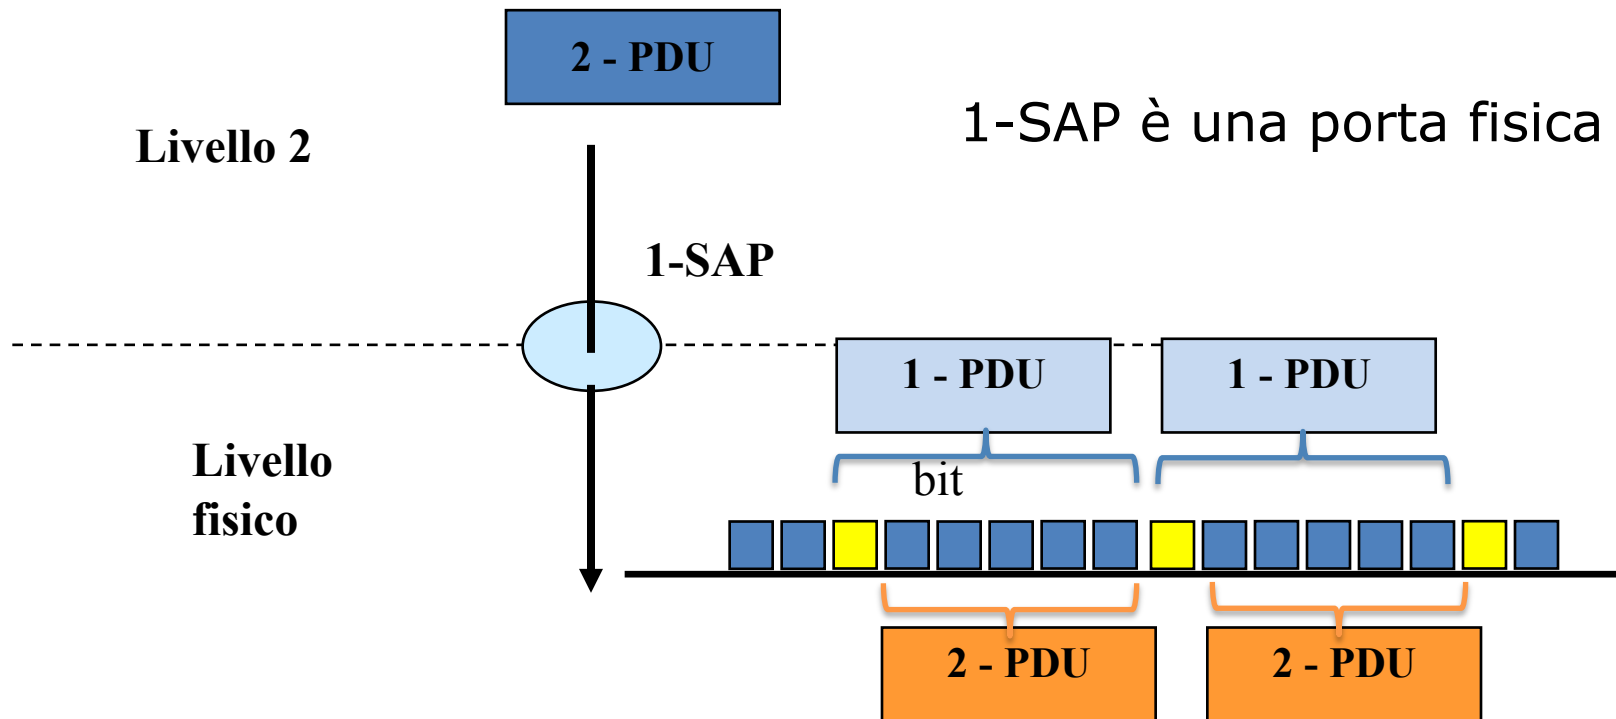 2 - PDU
1-SAP è una porta fisica
Livello 2
1-SAP
1 - PDU
1 - PDU
Livello
fisico
bit
2 - PDU
2 - PDU